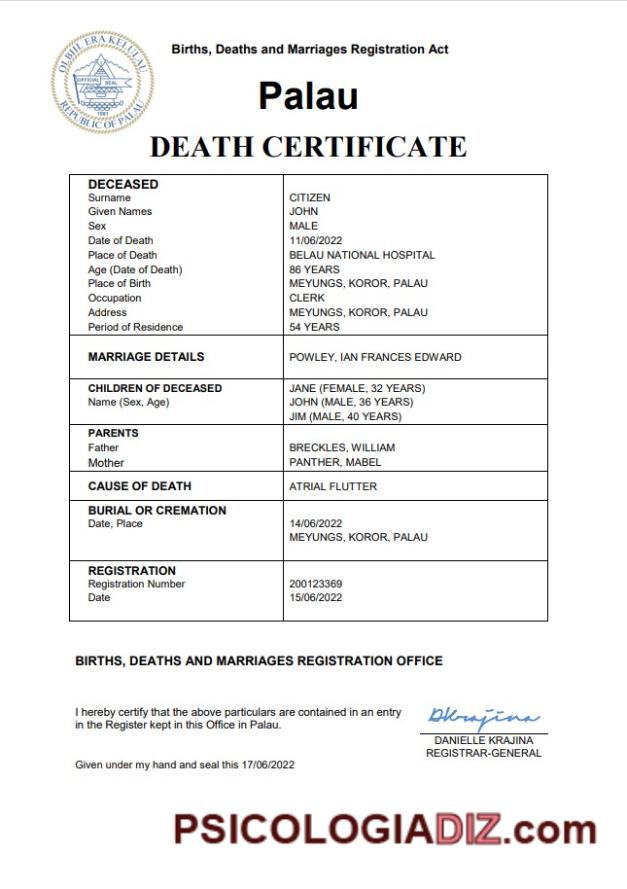 Births, Deaths and Marriages Registration Act
OLBIIL ERA KELULAU
OFFICIAL SEAL
1981
REPUBLIC OF PALAU
Palau
DEATH CERTIFICATE
DECEASED
Surname CITIZEN
Given Names JOHN
Sex MALE
Date of Death 11/06/2022
Place of Death BELAU NATIONAL HOSPITAL
Age (Date of Death) 86 YEARS
Place of Birth MEYUNGS, KOROR, PALAU
Occupation CLERK
Address MEYUNGS, KOROR, PALAU
Period of Residence 54 YEARS
MARRIAGE DETAILS POWLEY, IAN FRANCES EDWARD
CHILDREN OF DECEASED JANE (FEMALE, 32 YEARS)
Name (Sex, Age) JOHN (MALE, 36 YEARS)
JIM (MALE, 40 YEARS)
PARENTS
Father BRECKLES, WILLIAM
Mother PANTHER, MABEL
CAUSE OF DEATH ATRIAL FLUTTER
BURIAL OR CREMATION
Date, Place 14/06/2022
MEYUNGS, KOROR, PALAU
REGISTRATION
Registration Number 200123369
Date 15/06/2022
BIRTHS, DEATHS AND MARRIAGES REGISTRATION OFFICE
I hereby certify that the above particulars are contained in an entry
in the Register kept in this Office in Palau.
DKrajina
DANIELLE KRAJINA
REGISTRAR-GENERAL
Given under my hand and seal this 17/06/2022
PSICOLOGIADIZ.com